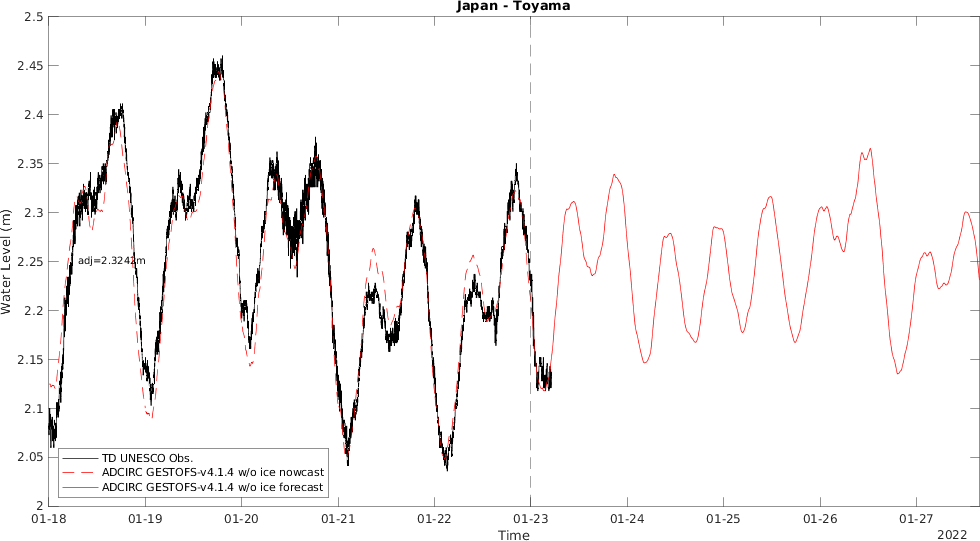 Japan - Toyama
2.5
2.45
2.4
2.35
2.3
2.25
2.2
2.15
2.1
2.05
2
Water Level (m)
adj=2.3242m
TD UNESCO Obs.
ADCIRC GESTOFS-v4.1.4 w/o ice nowcast
ADCIRC GESTOFS-v4.1.4 w/o ice forecast
01-18 01-19 01-20 01-21 01-22 01-23 01-24 01-25 01-26 01-27
Time
2022